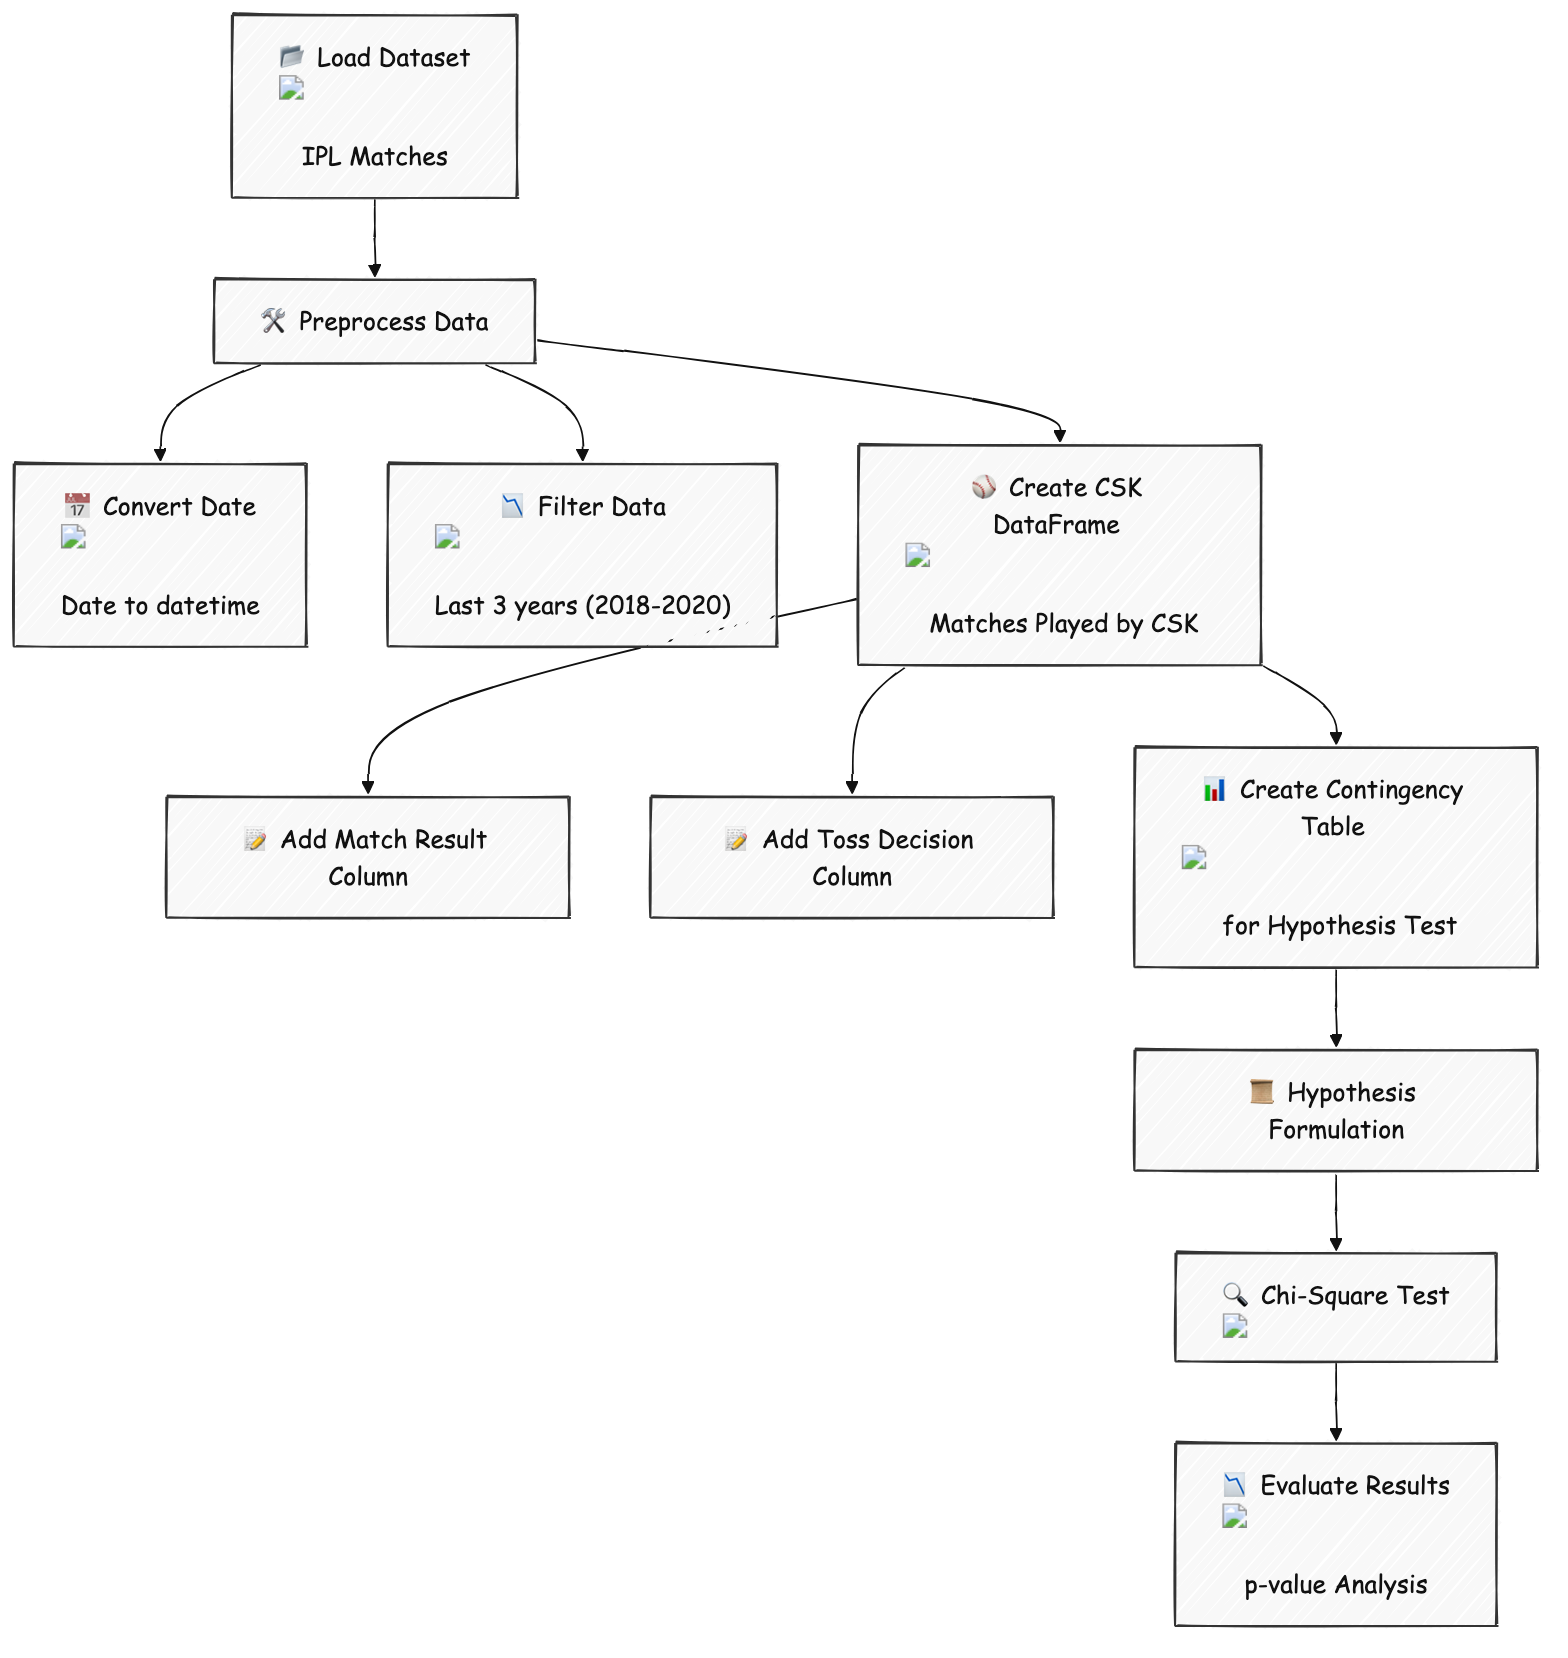 Load Dataset
IPL Matches
Preprocess Data
17
Convert Date
Date to datetime
Filter Data
Last 3 years (2018-2020)
Create CSK
DataFrame
Matches Played by CSK
Add Match Result
Column
Add Toss Decision
Column
Create Contingency
Table
for Hypothesis Test
Hypothesis
Formulation
Chi-Square Test
Evaluate Results
p-value Analysis